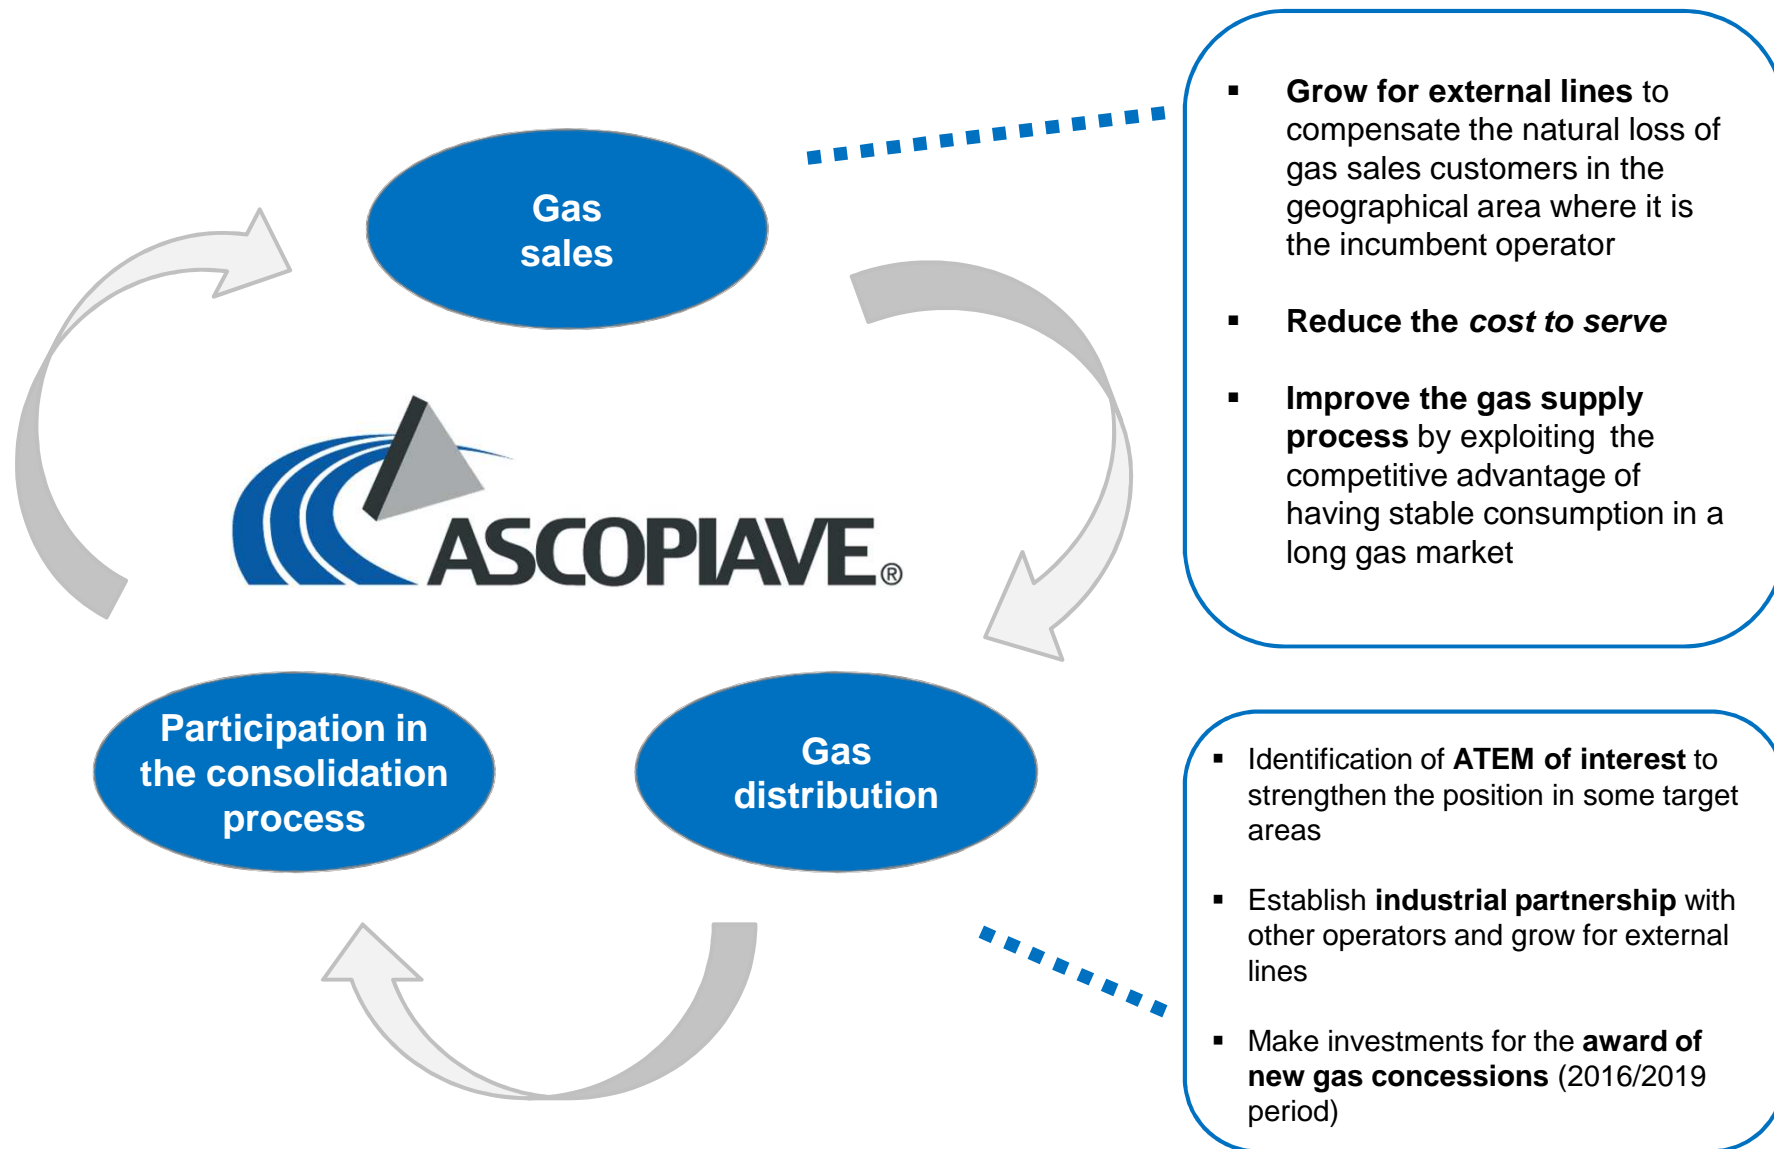 Gas
sales
ASCOPIAVE®
Participation in
the consolidation
process
Gas
distribution
▪ Grow for external lines to
compensate the natural loss of
gas sales customers in the
geographical area where it is
the incumbent operator
▪ Reduce the cost to serve
▪ Improve the gas supply
process by exploiting the
competitive advantage of
having stable consumption in a
long gas market
▪ Identification of ATEM of interest to
strengthen the position in some target
areas
▪ Establish industrial partnership with
other operators and grow for external
lines
▪ Make investments for the award of
new gas concessions (2016/2019
period)